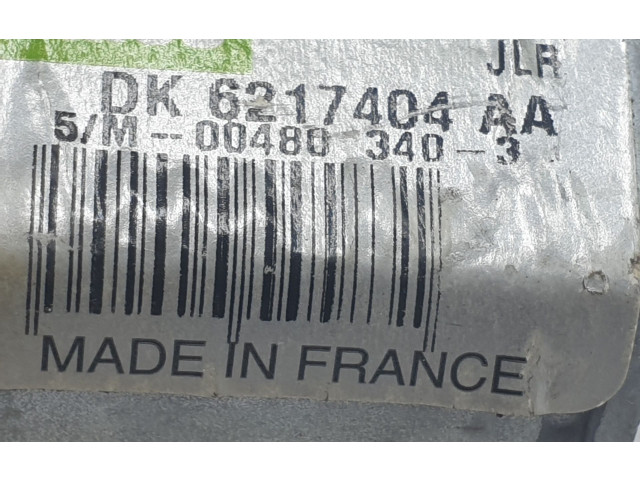 JLR
DK 6217404 AA
5/M-00480 340-3
MADE IN FRANCE